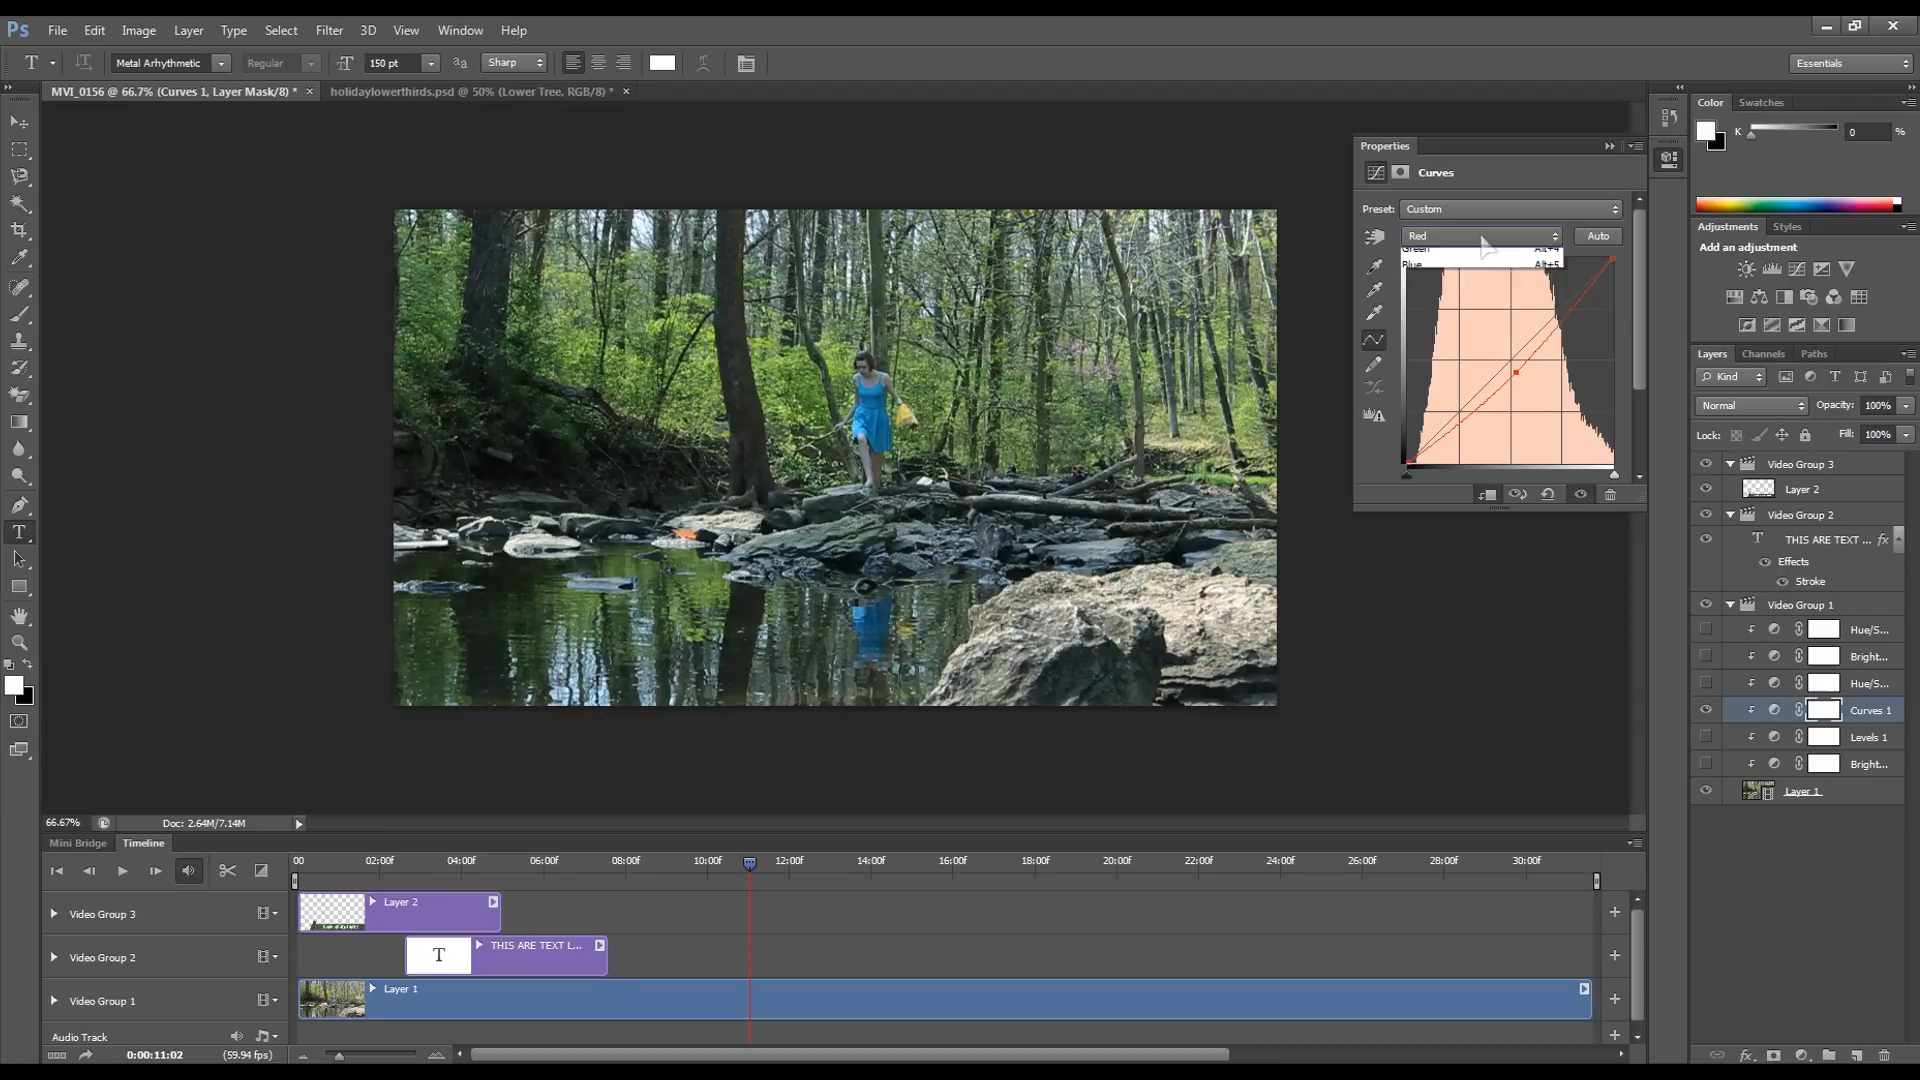 Ps File Edit Image Layer Type Select Filter 3D View Window Help
T Metal Arhythmetic Regular 150 pt Sharp Essentials
MVI_0156 @ 66.7% (Curves 1, Layer Mask/8) * holidaylowerthirds.psd @ 50% (Lower Tree, RGB/8) *
Color Swatches
K 0 %
Properties
Curves
Preset: Custom
Red Auto
Green Alt+4
Blue Alt+5
Adjustments Styles
Add an adjustment
Layers Channels Paths
Kind
Normal Opacity: 100%
Lock: Fill: 100%
Video Group 3
Layer 2
Video Group 2
T THIS ARE TEXT ... fx
Effects
Stroke
Video Group 1
Hue/S...
Bright...
Hue/S...
Curves 1
Levels 1
Bright...
Layer 1
66.67% Doc: 2.64M/7.14M
Mini Bridge Timeline
00 02:00f 04:00f 06:00f 08:00f 10:00f 12:00f 14:00f 16:00f 18:00f 20:00f 22:00f 24:00f 26:00f 28:00f 30:00f
Video Group 3 Layer 2
Video Group 2 T THIS ARE TEXT L...
Video Group 1 Layer 1
Audio Track
0:00:11:02 (59.94 fps)
fx